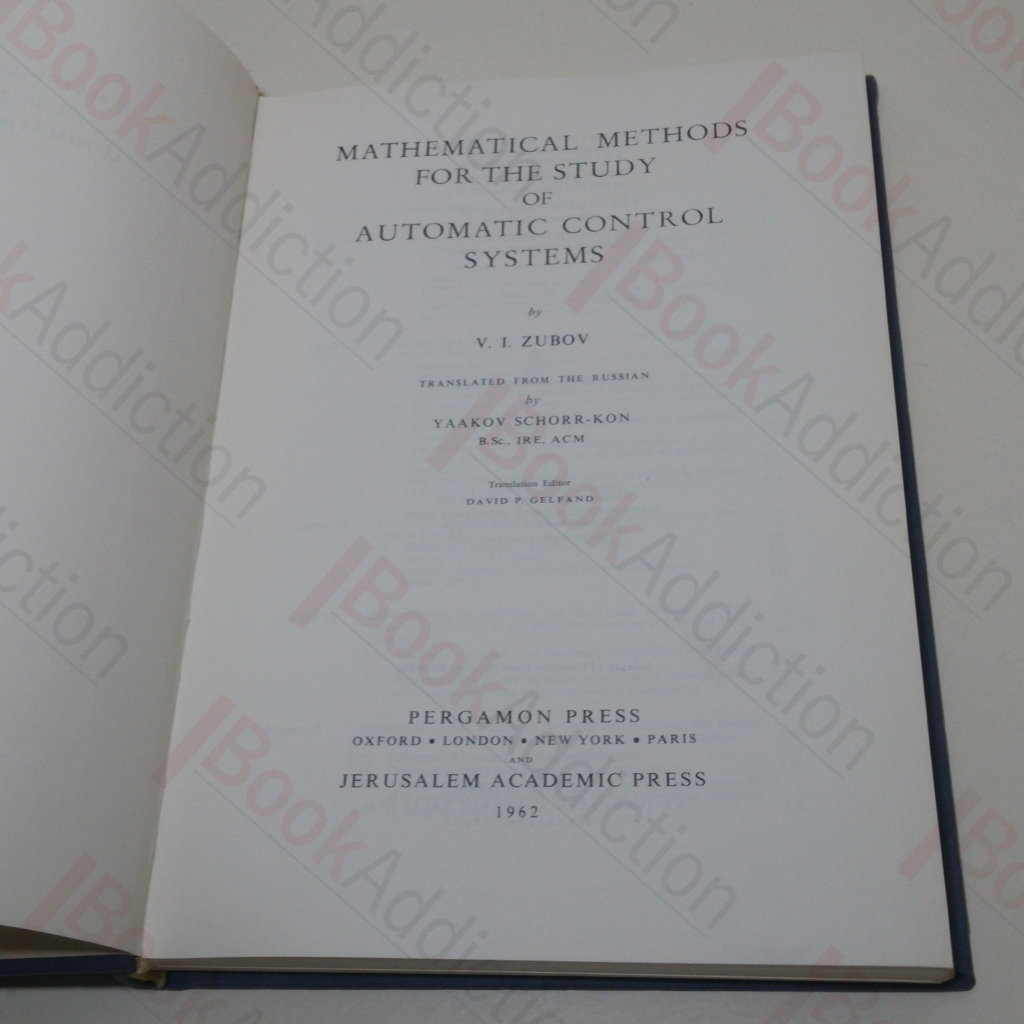 MATHEMATICAL METHODS
FOR THE STUDY
OF
AUTOMATIC CONTROL
SYSTEMS
by
V. I. ZUBOV
TRANSLATED FROM THE RUSSIAN
by
YAAKOV SCHORR-KON
B.Sc., IRE, ACM
Translation Editor
DAVID P. GELFAND
PERGAMON PRESS
OXFORD • LONDON • NEW YORK • PARIS
AND
JERUSALEM ACADEMIC PRESS
1962
BookAddiction